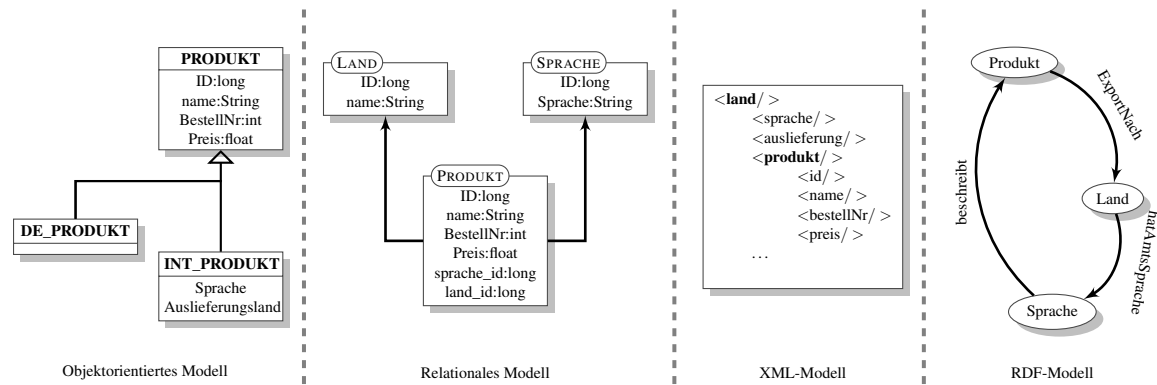 PRODUKT
ID:long
name:String
BestellNr:int
Preis:float
DE_PRODUKT
INT_PRODUKT
Sprache
Auslieferungsland
Objektorientiertes Modell
LAND
ID:long
name:String
SPRACHE
ID:long
Sprache:String
PRODUKT
ID:long
name:String
BestellNr:int
Preis:float
sprache_id:long
land_id:long
Relationales Modell
<land/ >
<sprache/ >
<auslieferung/ >
<produkt/ >
<id/ >
<name/ >
<bestellNr/ >
<preis/ >
...
XML-Modell
Produkt
ExportNach
Land
hatAmtsSprache
Sprache
beschreibt
RDF-Modell